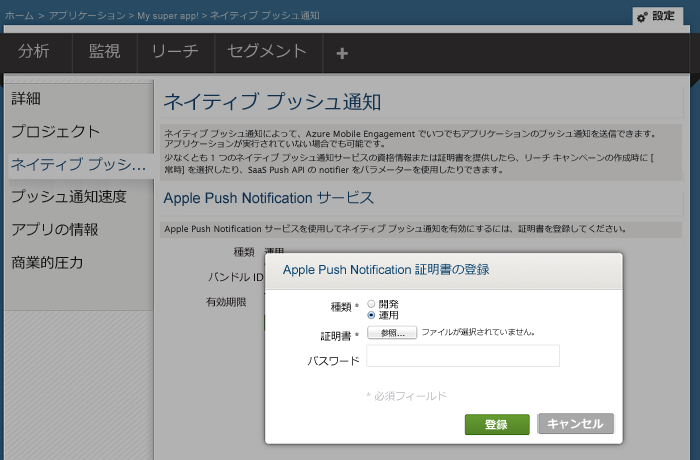 ホーム > アプリケーション > My super app! > ネイティブ プッシュ通知
設定
分析 監視 リーチ セグメント +
詳細
プロジェクト
ネイティブ プッシ...
プッシュ通知速度
アプリの情報
商業的圧力
ネイティブ プッシュ通知
ネイティブ プッシュ通知によって、Azure Mobile Engagement でいつでもアプリケーションのプッシュ通知を送信できます。
アプリケーションが実行されていない場合でも可能です。
少なくとも 1 つのネイティブ プッシュ通知サービスの資格情報または証明書を提供したら、リーチ キャンペーンの作成時に [
常時] を選択したり、SaaS Push API の notifier をパラメーターを使用したりできます。
Apple Push Notification サービス
Apple Push Notification サービスを使用してネイティブ プッシュ通知を有効にするには、証明書を登録してください。
種類 運用
バンドル ID
有効期限
Apple Push Notification 証明書の登録
種類 * 開発
運用
証明書 * 参照... ファイルが選択されていません。
パスワード
* 必須フィールド
登録 キャンセル